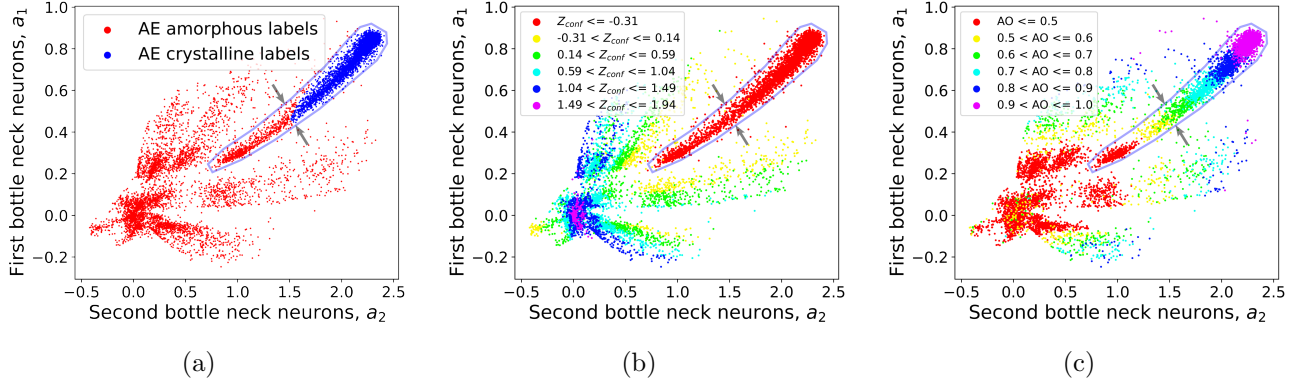 First bottle neck neurons, a₁
1.0
0.8
0.6
0.4
0.2
0.0
−0.2
AE amorphous labels
AE crystalline labels
−0.5 0.0 0.5 1.0 1.5 2.0 2.5
Second bottle neck neurons, a₂
(a)
First bottle neck neurons, a₁
1.0
0.8
0.6
0.4
0.2
0.0
−0.2
Z_conf <= -0.31
-0.31 < Z_conf <= 0.14
0.14 < Z_conf <= 0.59
0.59 < Z_conf <= 1.04
1.04 < Z_conf <= 1.49
1.49 < Z_conf <= 1.94
−0.5 0.0 0.5 1.0 1.5 2.0 2.5
Second bottle neck neurons, a₂
(b)
First bottle neck neurons, a₁
1.0
0.8
0.6
0.4
0.2
0.0
−0.2
AO <= 0.5
0.5 < AO <= 0.6
0.6 < AO <= 0.7
0.7 < AO <= 0.8
0.8 < AO <= 0.9
0.9 < AO <= 1.0
−0.5 0.0 0.5 1.0 1.5 2.0 2.5
Second bottle neck neurons, a₂
(c)